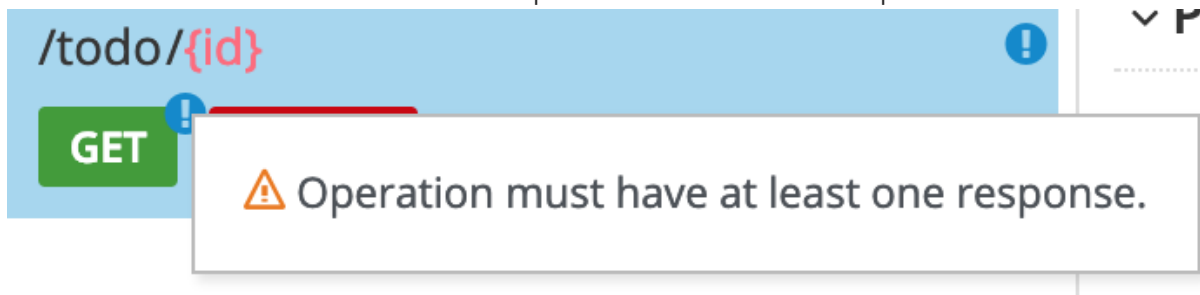 /todo/{id}
GET
Operation must have at least one response.